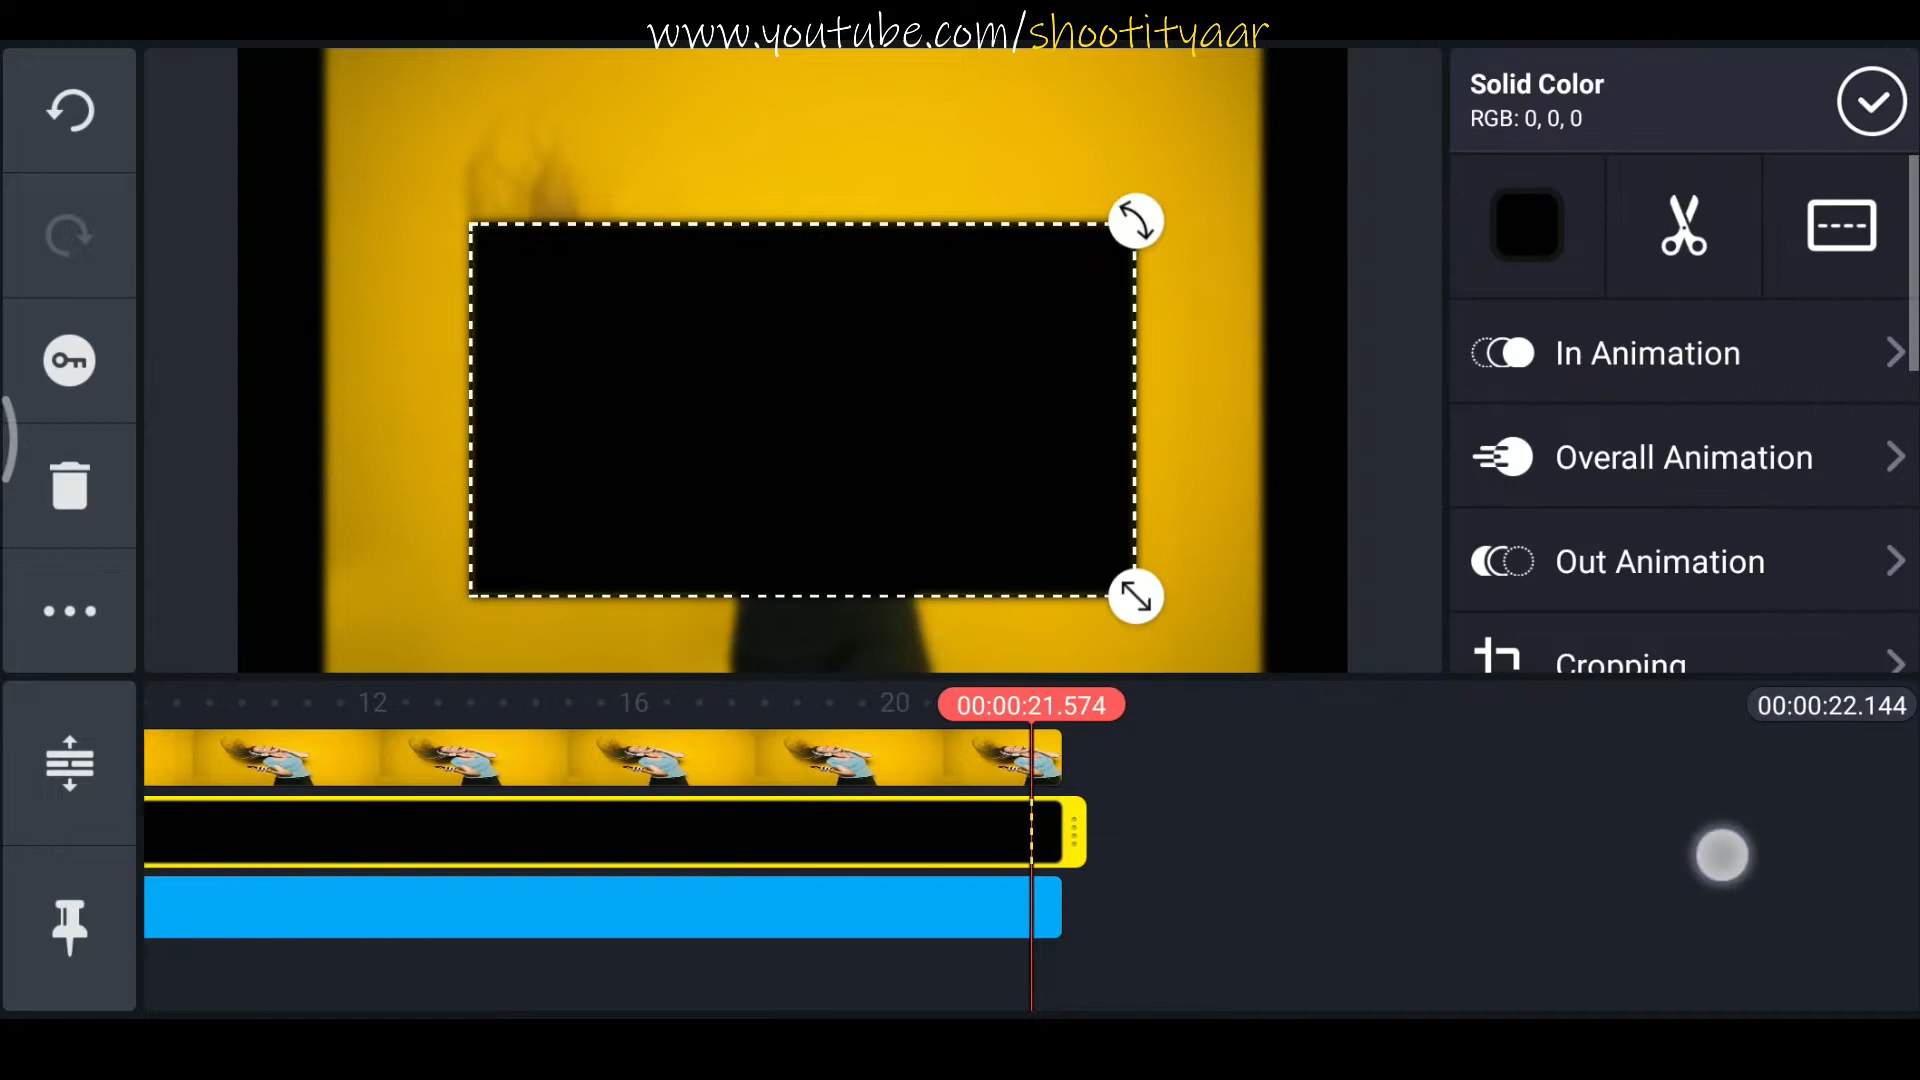 www.youtube.com/shootityaar
Solid Color
RGB: 0, 0, 0
In Animation
Overall Animation
Out Animation
Cropping
12
16
20
00:00:21.574
00:00:22.144